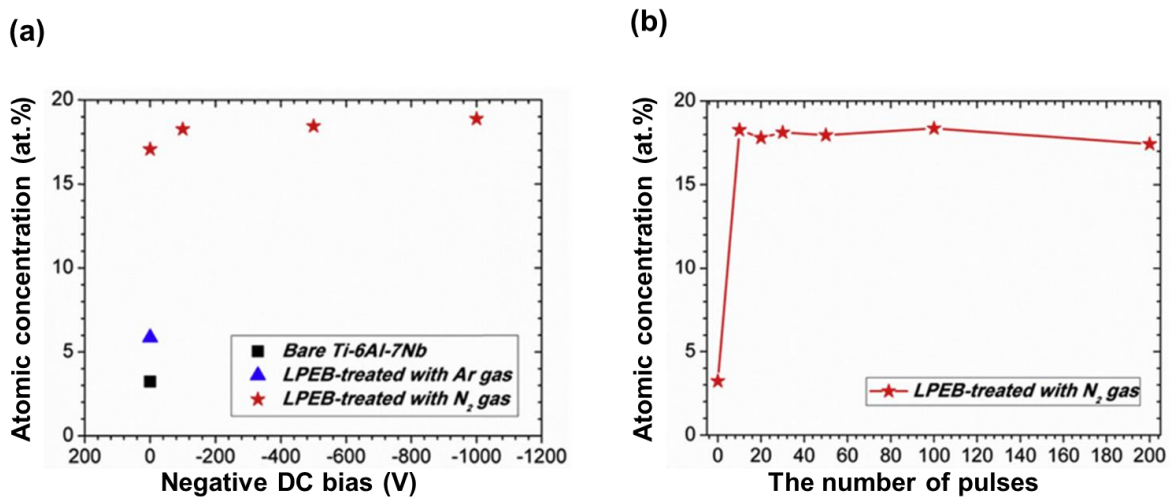 (a)
Atomic concentration (at.%)
20
15
10
5
0
200 0 -200 -400 -600 -800 -1000 -1200
Negative DC bias (V)
Bare Ti-6Al-7Nb
LPEB-treated with Ar gas
LPEB-treated with N₂ gas
(b)
Atomic concentration (at.%)
20
15
10
5
0
0 20 40 60 80 100 120 140 160 180 200
The number of pulses
LPEB-treated with N₂ gas